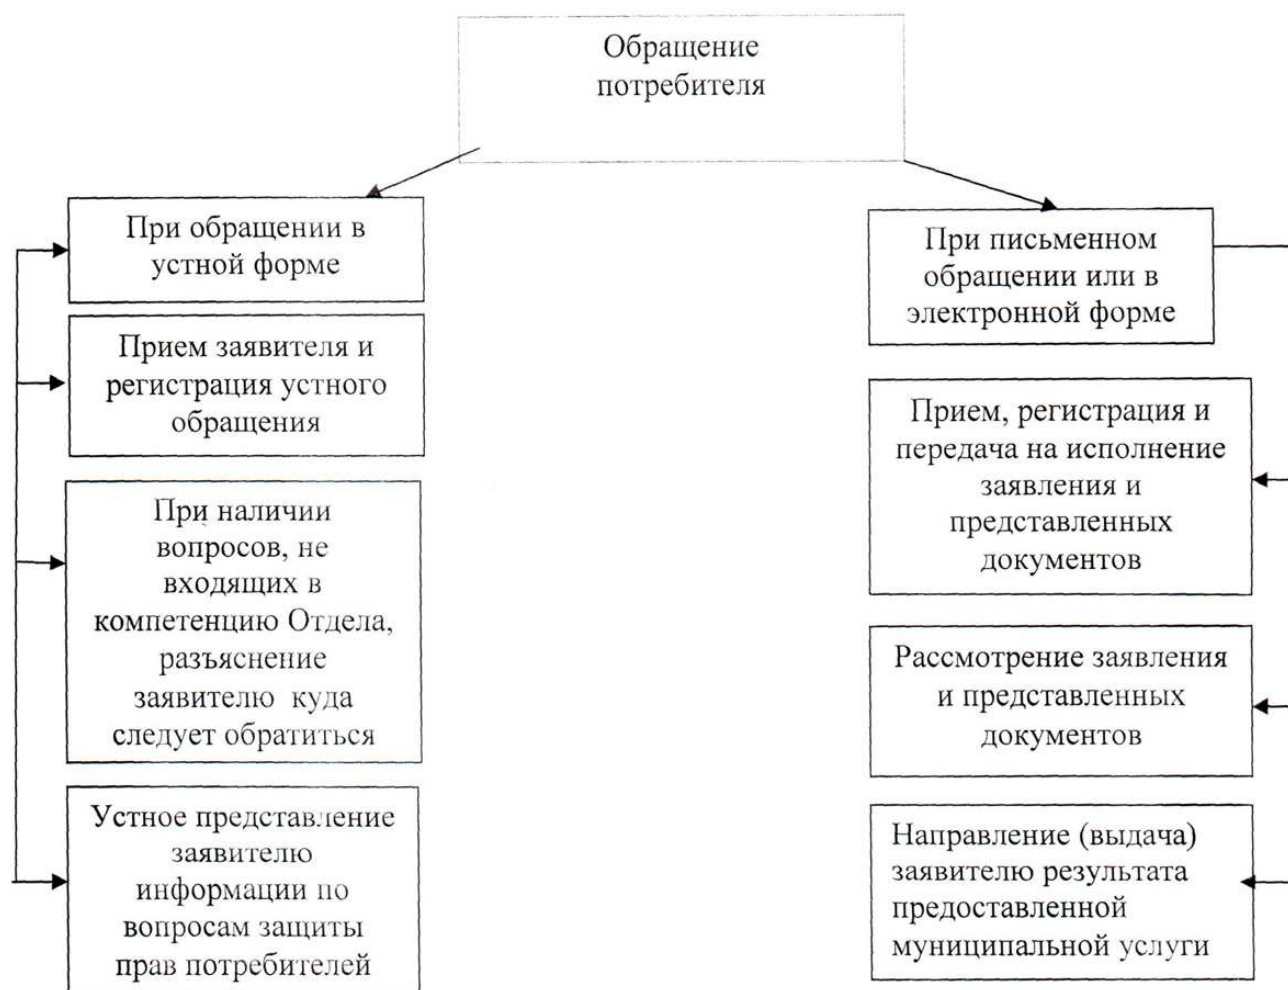 Обращение
потребителя
При обращении в
устной форме
Прием заявителя и
регистрация устного
обращения
При наличии
вопросов, не
входящих в
компетенцию Отдела,
разъяснение
заявителю куда
следует обратиться
Устное представление
заявителю
информации по
вопросам защиты
прав потребителей
При письменном
обращении или в
электронной форме
Прием, регистрация и
передача на исполнение
заявления и
представленных
документов
Рассмотрение заявления
и представленных
документов
Направление (выдача)
заявителю результата
предоставленной
муниципальной услуги